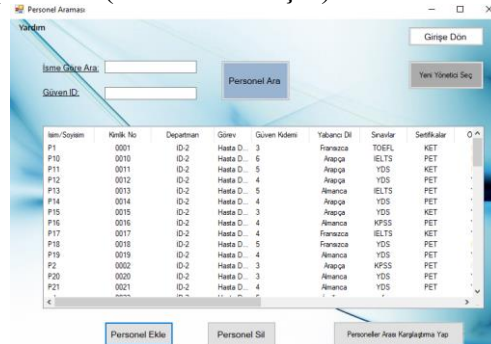 Personel Araması
Yardım
Girişe Dön
İsme Göre Ara:
Personel Ara
Yeni Yönetici Seç
Güven ID:
İsim/Soyisim Kimlik No Departman Görev Güven Kıdemi Yabancı Dil Sınavlar Sertifikalar
P1 0001 ID-2 Hasta D... 3 Fransızca TOEFL KET
P10 0010 ID-2 Hasta D... 6 Arapça IELTS PET
P11 0011 ID-2 Hasta D... 5 Arapça YDS KET
P12 0012 ID-2 Hasta D... 4 Arapça YDS PET
P13 0013 ID-2 Hasta D... 5 Almanca IELTS PET
P14 0014 ID-2 Hasta D... 4 Arapça YDS PET
P15 0015 ID-2 Hasta D... 3 Arapça YDS KET
P16 0016 ID-2 Hasta D... 4 Almanca KPSS PET
P17 0017 ID-2 Hasta D... 4 Fransızca IELTS KET
P18 0018 ID-2 Hasta D... 5 Fransızca YDS PET
P19 0019 ID-2 Hasta D... 4 Almanca YDS PET
P2 0002 ID-2 Hasta D... 3 Arapça KPSS PET
P20 0020 ID-2 Hasta D... 3 Almanca YDS PET
P21 0021 ID-2 Hasta D... 4 Almanca YDS PET
Personel Ekle
Personel Sil
Personeller Arası Karşılaştırma Yap